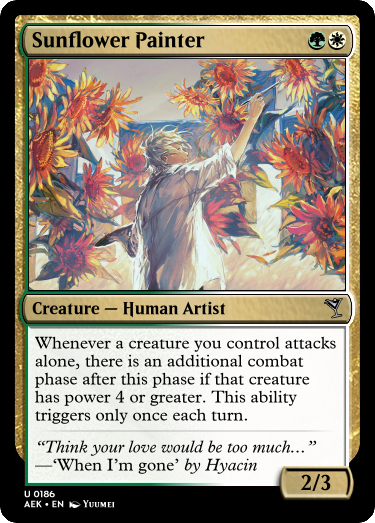 Sunflower Painter
Creature — Human Artist
Whenever a creature you control attacks
alone, there is an additional combat
phase after this phase if that creature
has power 4 or greater. This ability
triggers only once each turn.
“Think your love would be too much…”
—‘When I’m gone’ by Hyacin
2/3
U 0186
AEK • EN Yuumei